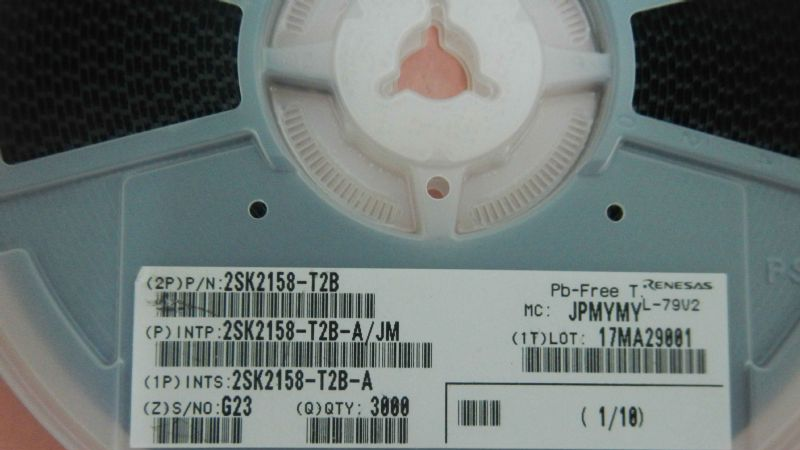 (2P)P/N:2SK2158-T2B
Pb-Free T. RENESAS
MC: JPMYMY L-79V2
(P)INTP:2SK2158-T2B-A/JM
(1T)LOT: 17MA29001
(1P)INTS:2SK2158-T2B-A
(Z)S/NO:G23 (Q)QTY: 3000
( 1/10)
PS